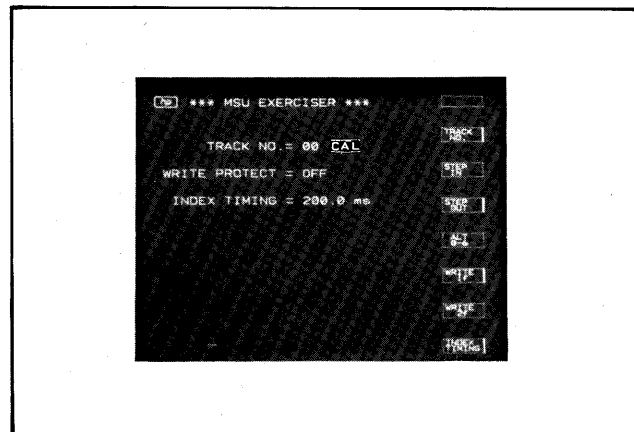 hp *** MSU EXERCISER ***
TRACK NO.= 00 CAL
WRITE PROTECT = OFF
INDEX TIMING = 200.0 ms
TRACK
NO.
STEP
IN
STEP
OUT
ALT
WRITE
1F
WRITE
2F
INDEX
TIMING